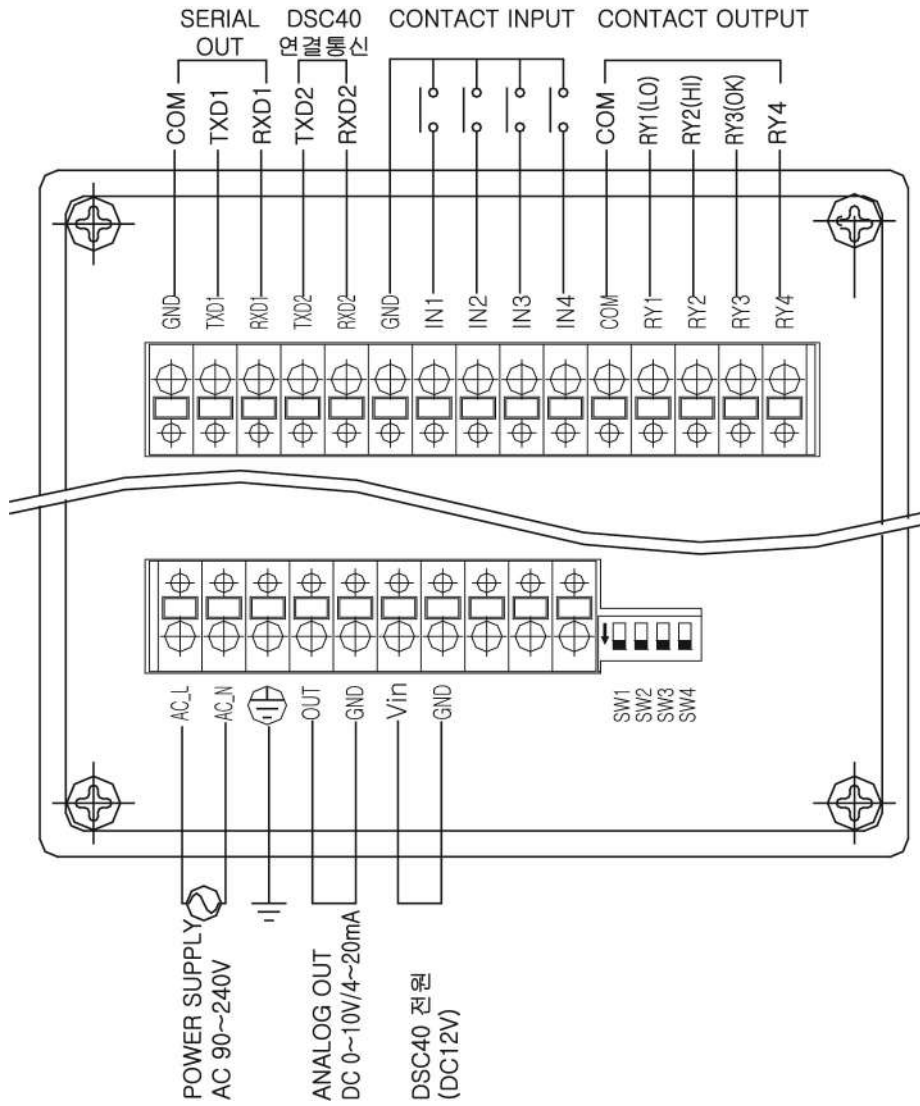 SERIAL
OUT
DSC40
연결통신
CONTACT INPUT
CONTACT OUTPUT
COM
TXD1
RXD1
TXD2
RXD2
COM
RY1(LO)
RY2(HI)
RY3(OK)
RY4
GND
TXD1
RXD1
TXD2
RXD2
GND
IN1
IN2
IN3
IN4
COM
RY1
RY2
RY3
RY4
AC_L
AC_N
OUT
GND
Vin
GND
SW1
SW2
SW3
SW4
POWER SUPPLY
AC 90~240V
ANALOG OUT
DC 0~10V/4~20mA
DSC40 전원
(DC12V)